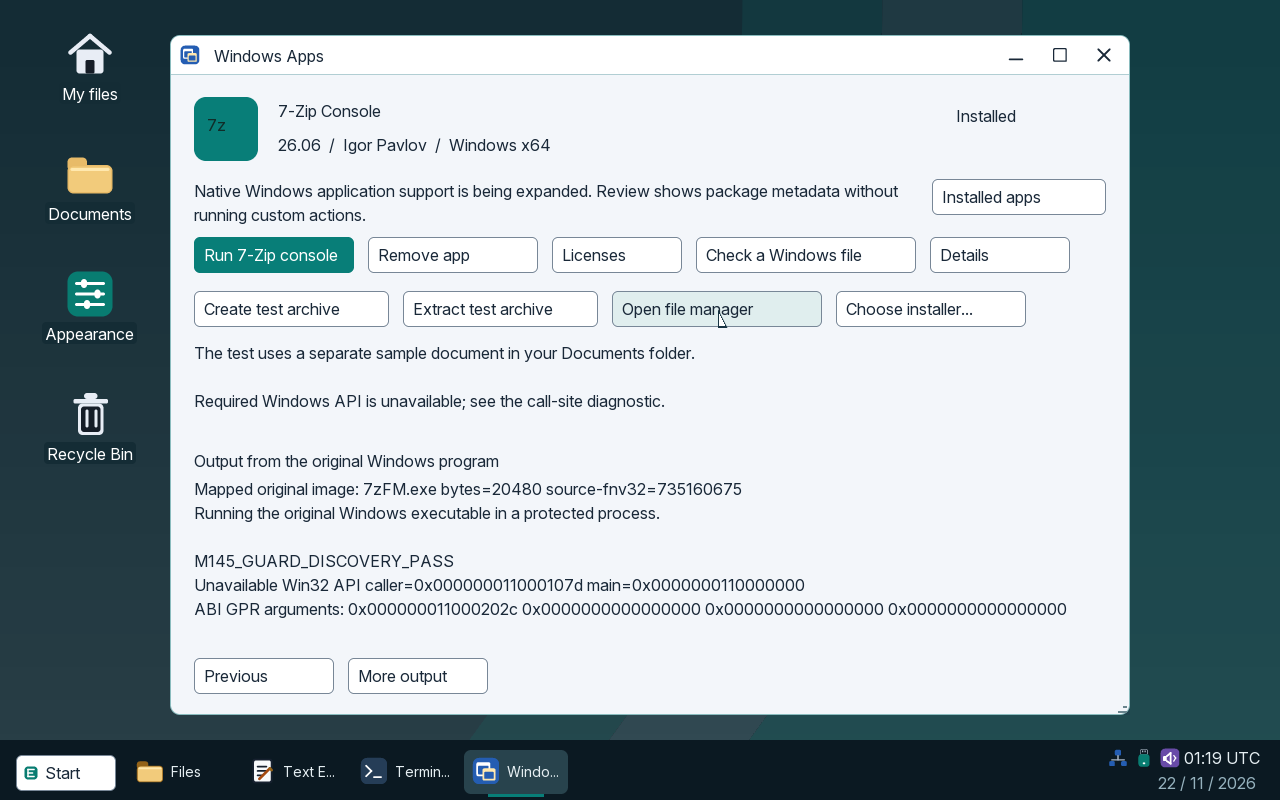 My files
Documents
Appearance
Recycle Bin
Windows Apps
7z
7-Zip Console
26.06 / Igor Pavlov / Windows x64
Installed
Native Windows application support is being expanded. Review shows package metadata without
running custom actions.
Installed apps
Run 7-Zip console
Remove app
Licenses
Check a Windows file
Details
Create test archive
Extract test archive
Open file manager
Choose installer...
The test uses a separate sample document in your Documents folder.
Required Windows API is unavailable; see the call-site diagnostic.
Output from the original Windows program
Mapped original image: 7zFM.exe bytes=20480 source-fnv32=735160675
Running the original Windows executable in a protected process.
M145_GUARD_DISCOVERY_PASS
Unavailable Win32 API caller=0x000000011000107d main=0x0000000110000000
ABI GPR arguments: 0x000000011000202c 0x0000000000000000 0x0000000000000000 0x0000000000000000
Previous
More output
Start
Files
Text E...
Termin...
Windo...
01:19 UTC
22 / 11 / 2026